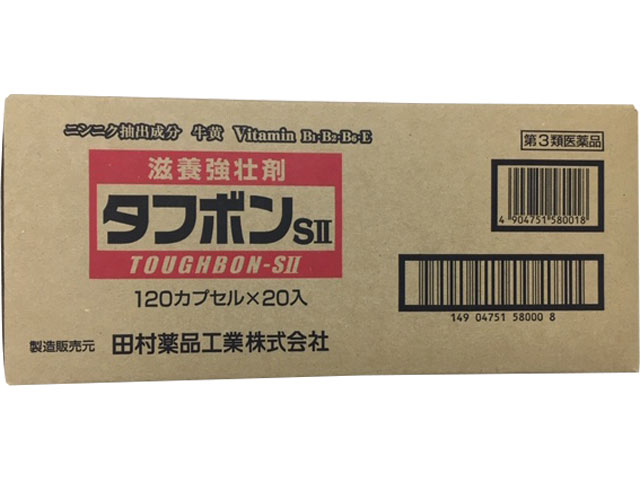 ニンニク抽出成分 牛黄 Vitamin B1・B2・B6・E
第3類医薬品
滋養強壮剤
タフボンSⅡ
TOUGHBON-SⅡ
120カプセル×20入
4 904751 580018
149 04751 58000 8
製造販売元 田村薬品工業株式会社